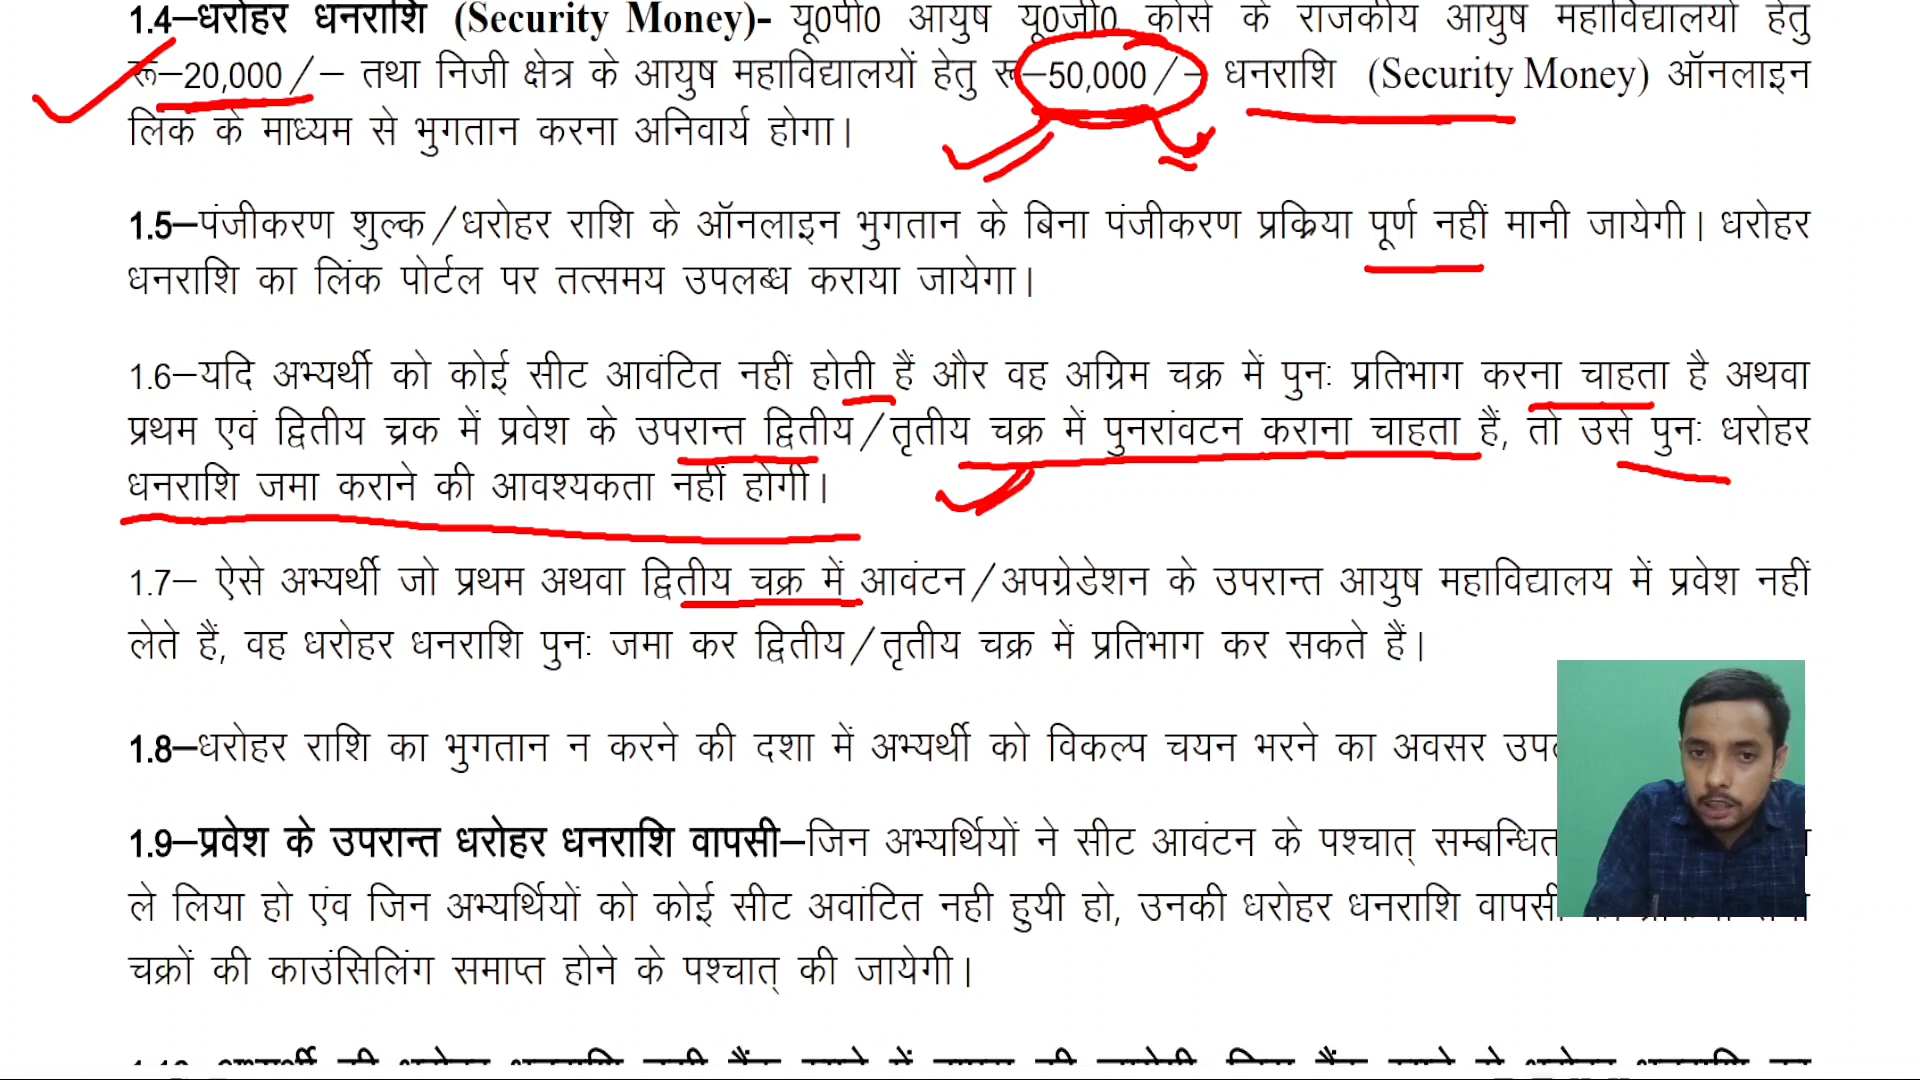 1.4–धरोहर धनराशि (Security Money)- यू0पी0 आयुष यू0जी0 कोर्स के राजकीय आयुष महाविद्यालयों हेतु
रू–20,000/– तथा निजी क्षेत्र के आयुष महाविद्यालयों हेतु रू–50,000/– धनराशि (Security Money) ऑनलाइन
लिंक के माध्यम से भुगतान करना अनिवार्य होगा।
1.5–पंजीकरण शुल्क/धरोहर राशि के ऑनलाइन भुगतान के बिना पंजीकरण प्रक्रिया पूर्ण नहीं मानी जायेगी। धरोहर
धनराशि का लिंक पोर्टल पर तत्समय उपलब्ध कराया जायेगा।
1.6–यदि अभ्यर्थी को कोई सीट आवंटित नहीं होती हैं और वह अग्रिम चक्र में पुनः प्रतिभाग करना चाहता है अथवा
प्रथम एवं द्वितीय च्रक में प्रवेश के उपरान्त द्वितीय/तृतीय चक्र में पुनरांवटन कराना चाहता हैं, तो उसे पुनः धरोहर
धनराशि जमा कराने की आवश्यकता नहीं होगी।
1.7– ऐसे अभ्यर्थी जो प्रथम अथवा द्वितीय चक्र में आवंटन/अपग्रेडेशन के उपरान्त आयुष महाविद्यालय में प्रवेश नहीं
लेते हैं, वह धरोहर धनराशि पुनः जमा कर द्वितीय/तृतीय चक्र में प्रतिभाग कर सकते हैं।
1.8–धरोहर राशि का भुगतान न करने की दशा में अभ्यर्थी को विकल्प चयन भरने का अवसर
1.9–प्रवेश के उपरान्त धरोहर धनराशि वापसी–जिन अभ्यर्थियों ने सीट आवंटन के पश्चात् सम्बन्धित
ले लिया हो एंव जिन अभ्यर्थियों को कोई सीट अवांटित नही हुयी हो, उनकी धरोहर धनराशि वापसी
चक्रों की काउंसिलिंग समाप्त होने के पश्चात् की जायेगी।